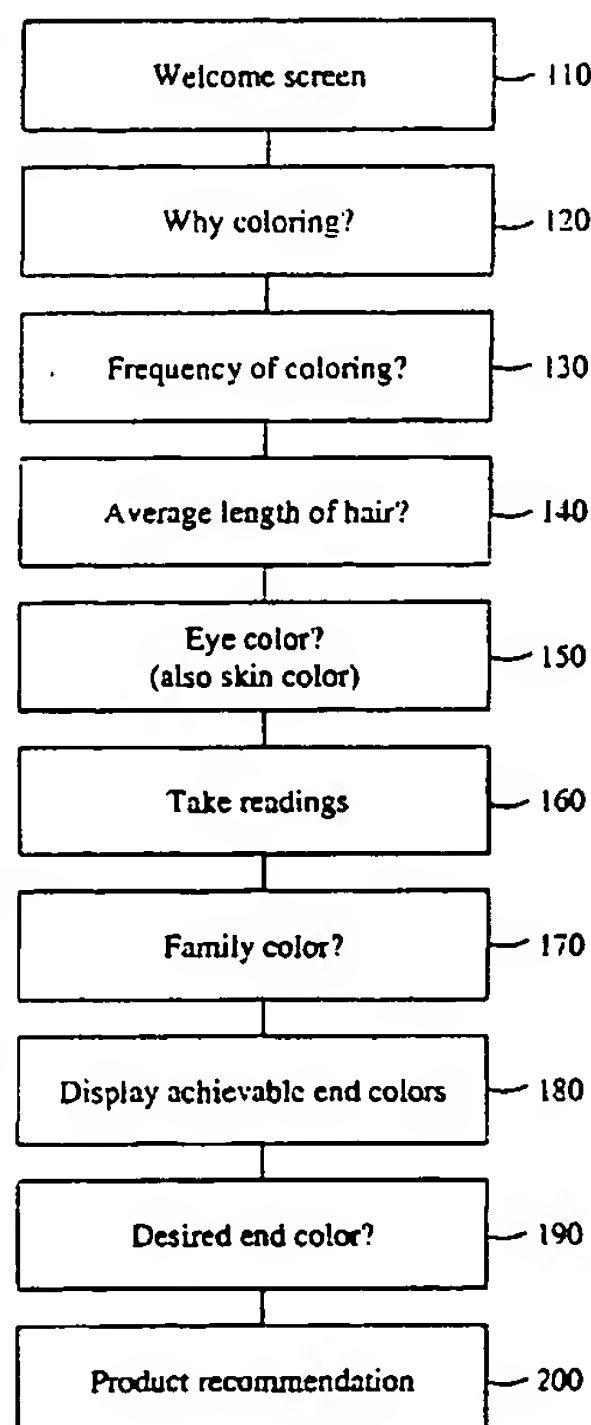 Welcome screen 110
Why coloring? 120
Frequency of coloring? 130
Average length of hair? 140
Eye color?
(also skin color) 150
Take readings 160
Family color? 170
Display achievable end colors 180
Desired end color? 190
Product recommendation 200